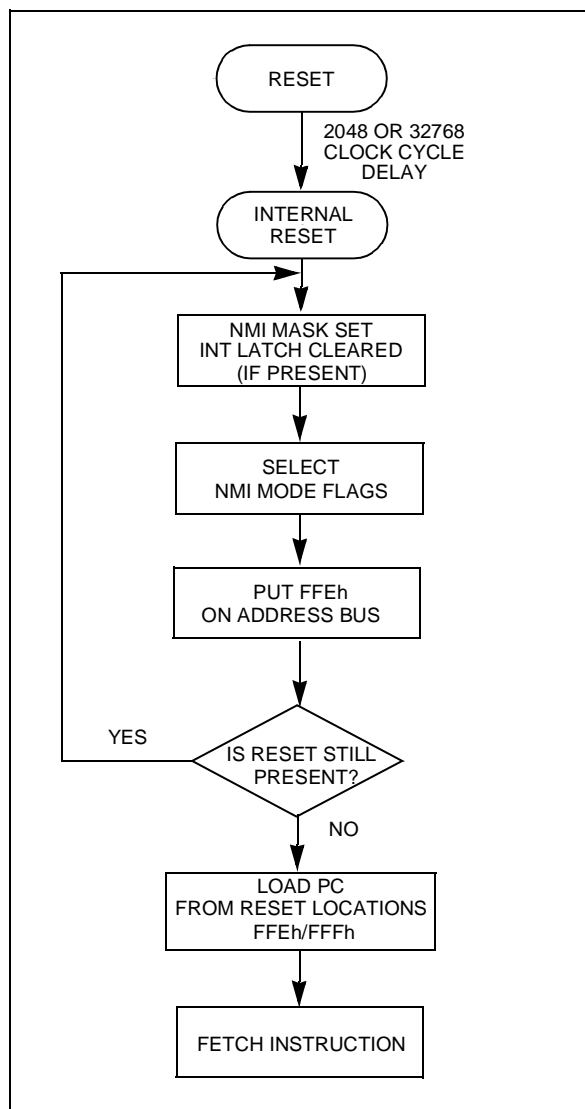 RESET
2048 OR 32768
CLOCK CYCLE
DELAY
INTERNAL
RESET
NMI MASK SET
INT LATCH CLEARED
(IF PRESENT)
SELECT
NMI MODE FLAGS
PUT FFEh
ON ADDRESS BUS
YES
IS RESET STILL
PRESENT?
NO
LOAD PC
FROM RESET LOCATIONS
FFEh/FFFh
FETCH INSTRUCTION